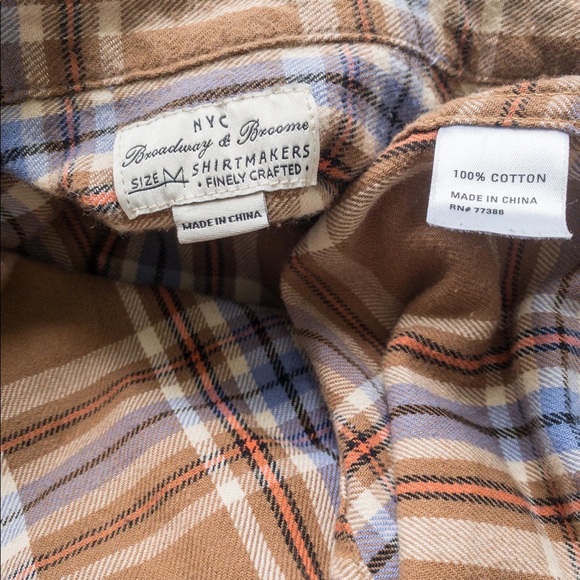 NYC
Broadway & Broome
SIZE M SHIRTMAKERS
• FINELY CRAFTED •
MADE IN CHINA
100% COTTON
MADE IN CHINA
RN# 77388